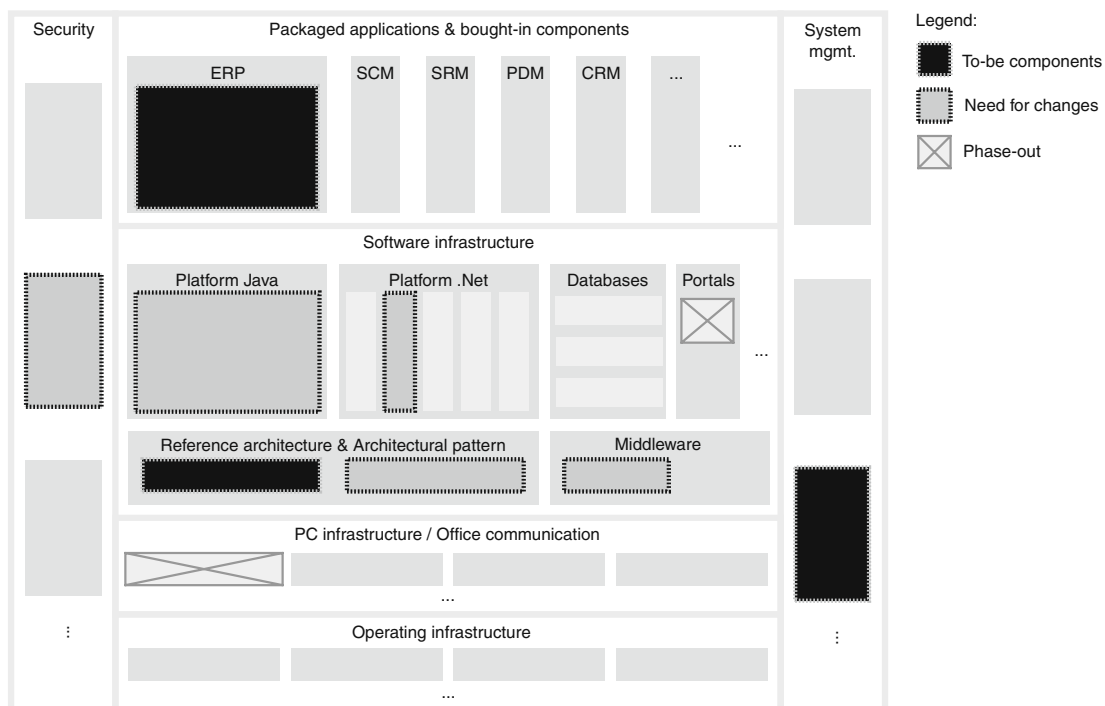 Security
Packaged applications & bought-in components
System
mgmt.
Legend:
To-be components
Need for changes
Phase-out
ERP
SCM
SRM
PDM
CRM
...
...
Software infrastructure
Platform Java
Platform .Net
Databases
Portals
...
Reference architecture & Architectural pattern
Middleware
PC infrastructure / Office communication
...
Operating infrastructure
...
...
...